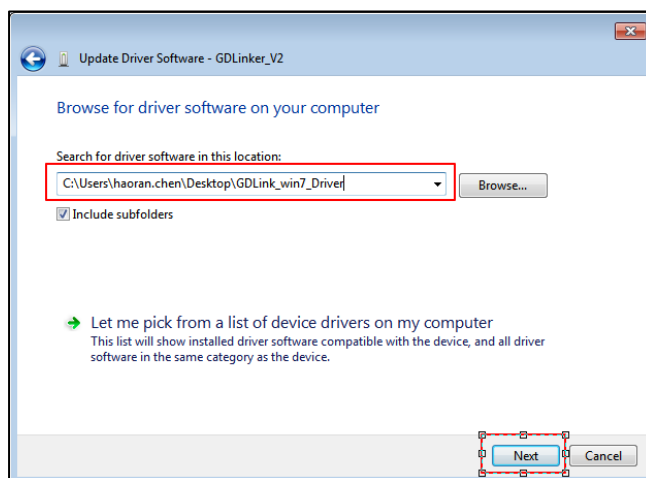 Update Driver Software - GDLinker_V2
Browse for driver software on your computer
Search for driver software in this location:
C:\Users\haoran.chen\Desktop\GDLink_win7_Driver
Browse...
Include subfolders
Let me pick from a list of device drivers on my computer
This list will show installed driver software compatible with the device, and all driver
software in the same category as the device.
Next
Cancel